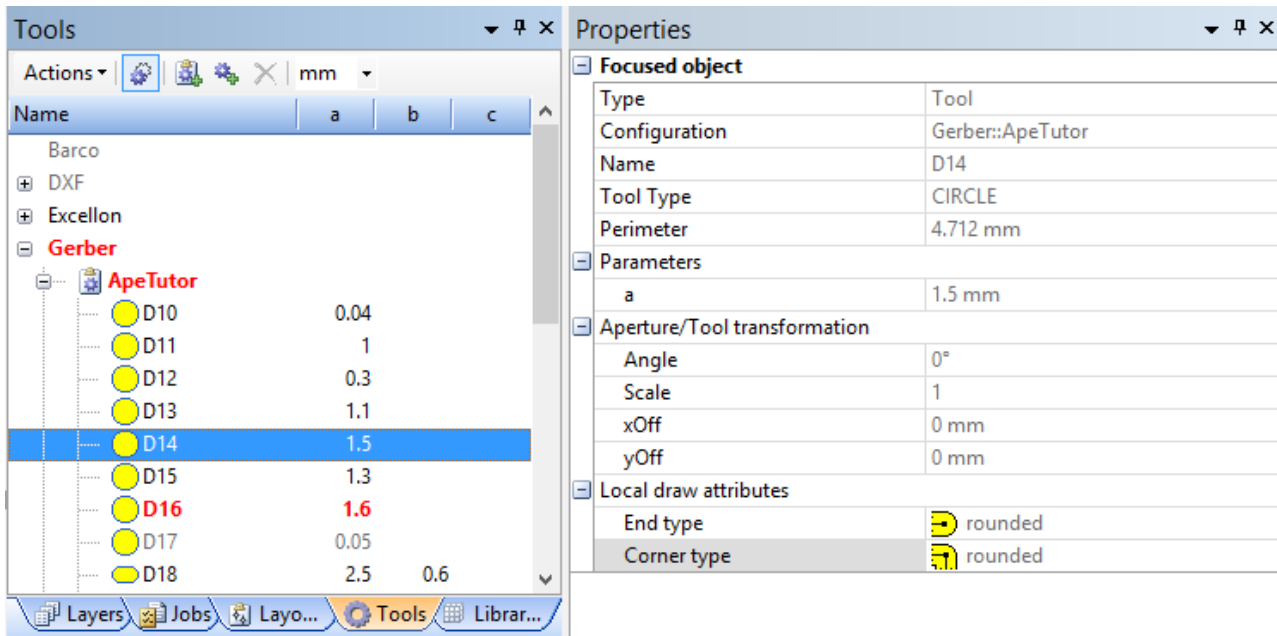 Tools
Actions mm
Name a b c
Barco
DXF
Excellon
Gerber
ApeTutor
D10 0.04
D11 1
D12 0.3
D13 1.1
D14 1.5
D15 1.3
D16 1.6
D17 0.05
D18 2.5 0.6
Layers Jobs Layo... Tools Librar...
Properties
Focused object
Type Tool
Configuration Gerber::ApeTutor
Name D14
Tool Type CIRCLE
Perimeter 4.712 mm
Parameters
a 1.5 mm
Aperture/Tool transformation
Angle 0°
Scale 1
xOff 0 mm
yOff 0 mm
Local draw attributes
End type rounded
Corner type rounded